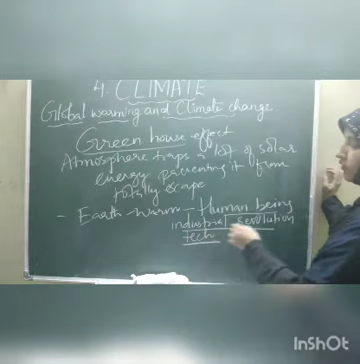 4. CLIMATE
Global warming and Climate change.
Green house effect
Atmosphere traps a lot of solar
energy preventing it from
totally escape
- Earth warm - Human being
industrial revolution
tech
InShOt